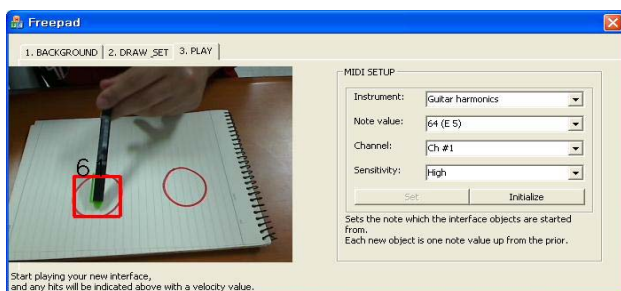 Freepad
1. BACKGROUND
2. DRAW_SET
3. PLAY
6
Start playing your new interface,
and any hits will be indicated above with a velocity value.
MIDI SETUP
Instrument: Guitar harmonics
Note value: 64 (E 5)
Channel: Ch #1
Sensitivity: High
Set
Initialize
Sets the note which the interface objects are started
from.
Each new object is one note value up from the prior.